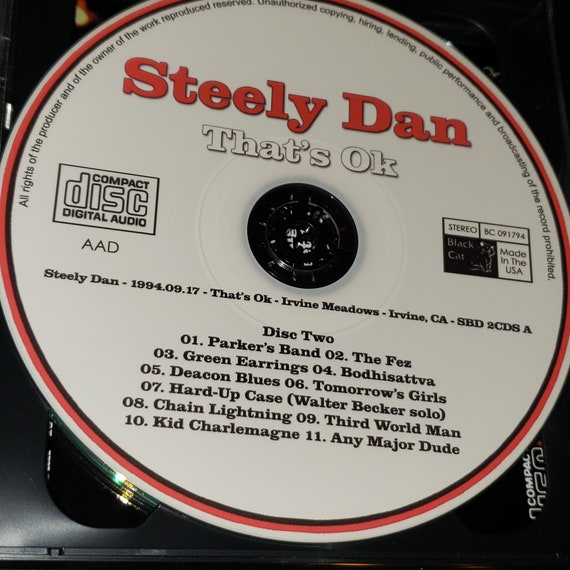 All rights of the producer and of the owner of the work reproduced reserved. Unauthorized copying, hiring, lending, public performance and broadcasting of the record prohibited.
Steely Dan
That's Ok
COMPACT
disc
DIGITAL AUDIO
AAD
STEREO
BC 091794
Black
Cat
Made
In The
USA
Steely Dan - 1994.09.17 - That's Ok - Irvine Meadows - Irvine, CA - SBD 2CDS A
Disc Two
01. Parker's Band 02. The Fez
03. Green Earrings 04. Bodhisattva
05. Deacon Blues 06. Tomorrow's Girls
07. Hard-Up Case (Walter Becker solo)
08. Chain Lightning 09. Third World Man
10. Kid Charlemagne 11. Any Major Dude